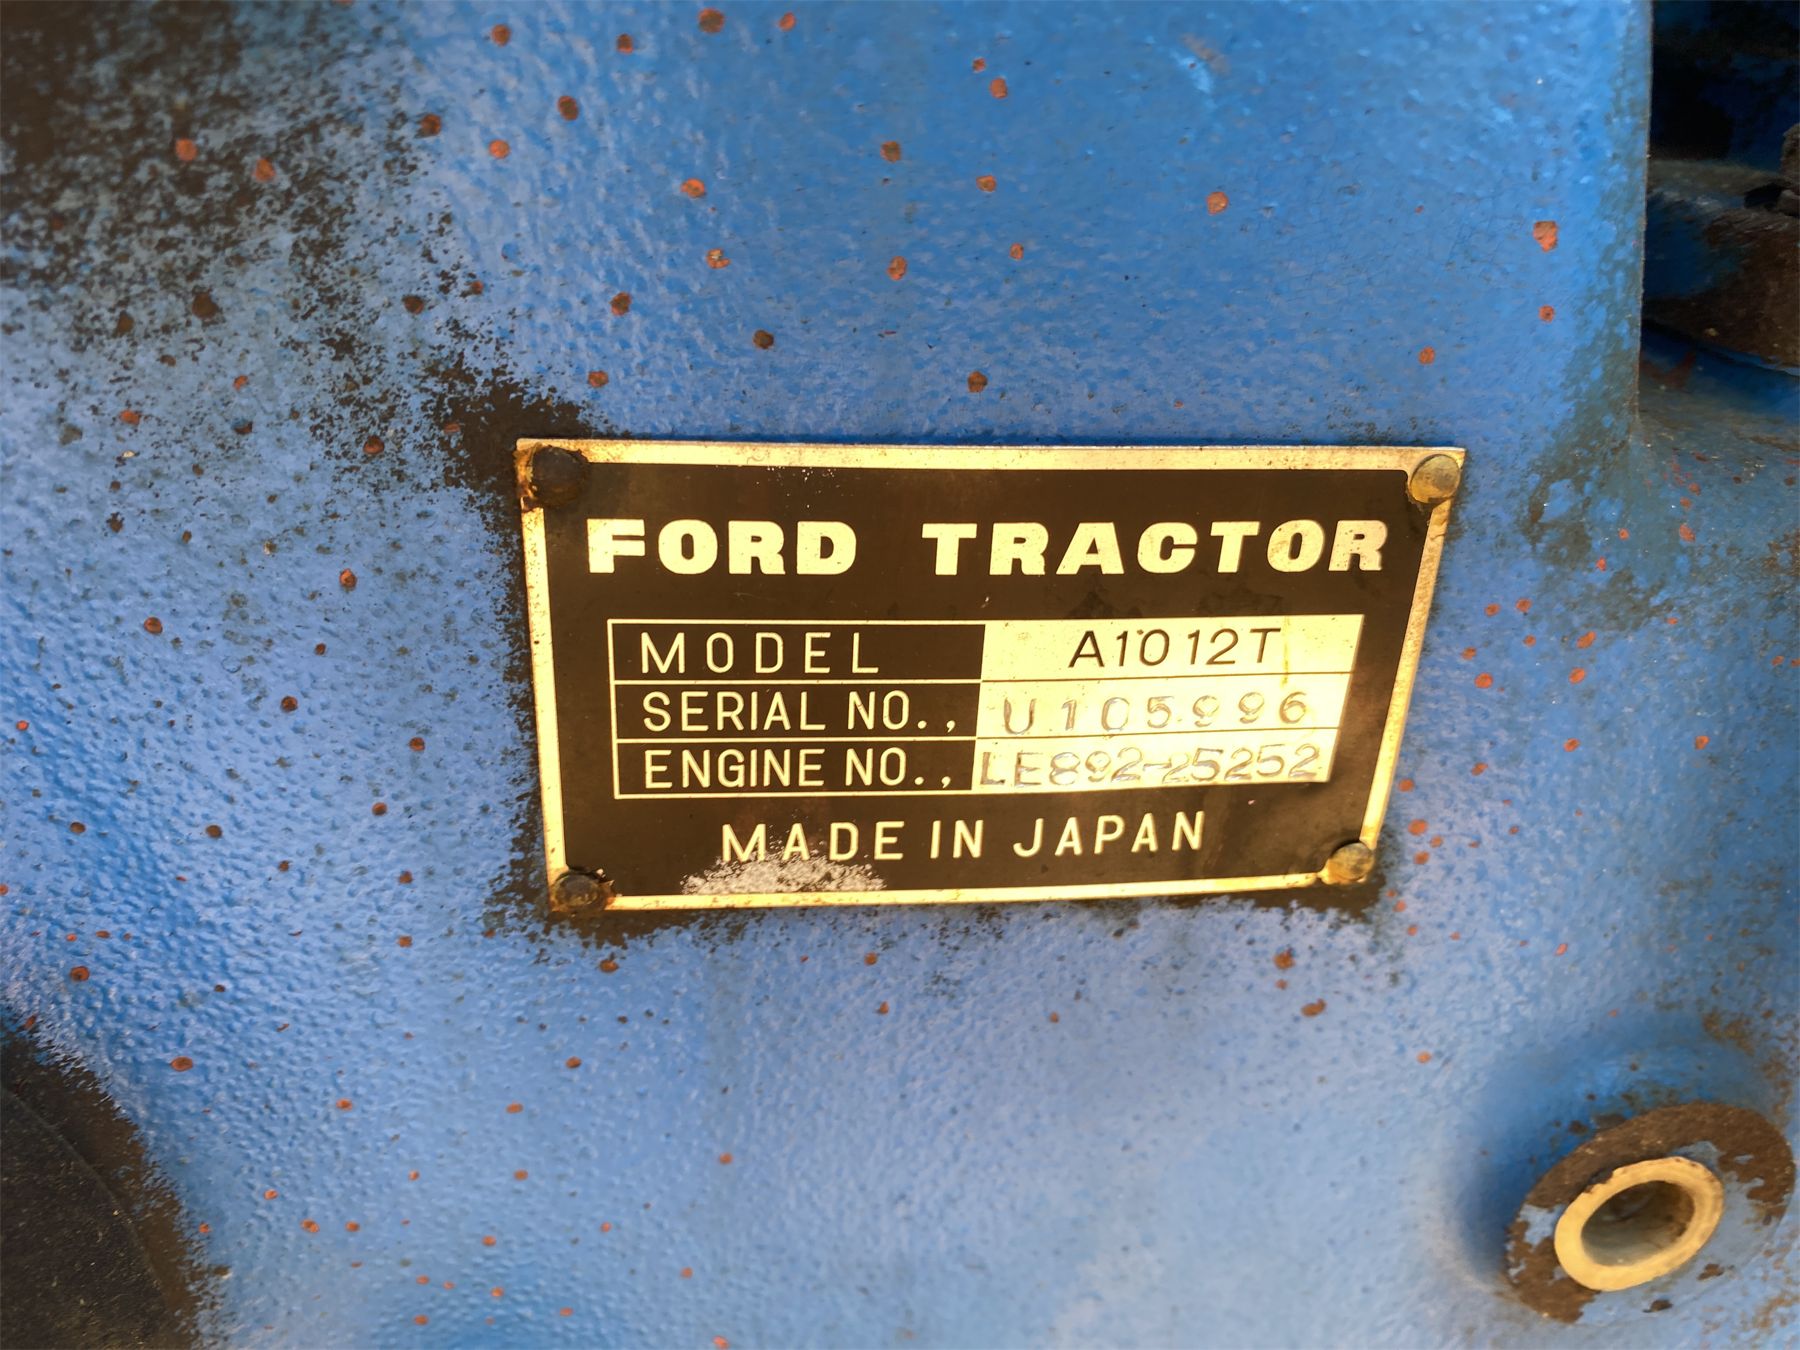 FORD TRACTOR
MODEL A1012T
SERIAL NO., U105996
ENGINE NO., LE892-25252
MADE IN JAPAN